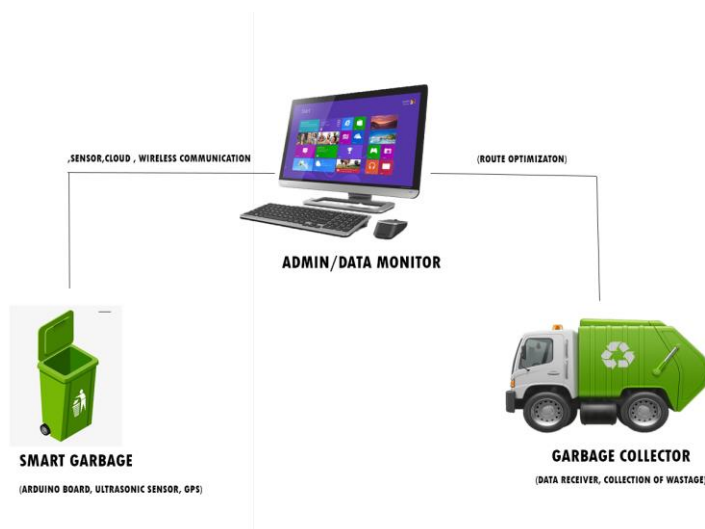 ,SENSOR,CLOUD , WIRELESS COMMUNICATION
(ROUTE OPTIMIZATON)
ADMIN/DATA MONITOR
SMART GARBAGE
(ARDUINO BOARD, ULTRASONIC SENSOR, GPS)
GARBAGE COLLECTOR
(DATA RECEIVER, COLLECTION OF WASTAGE)